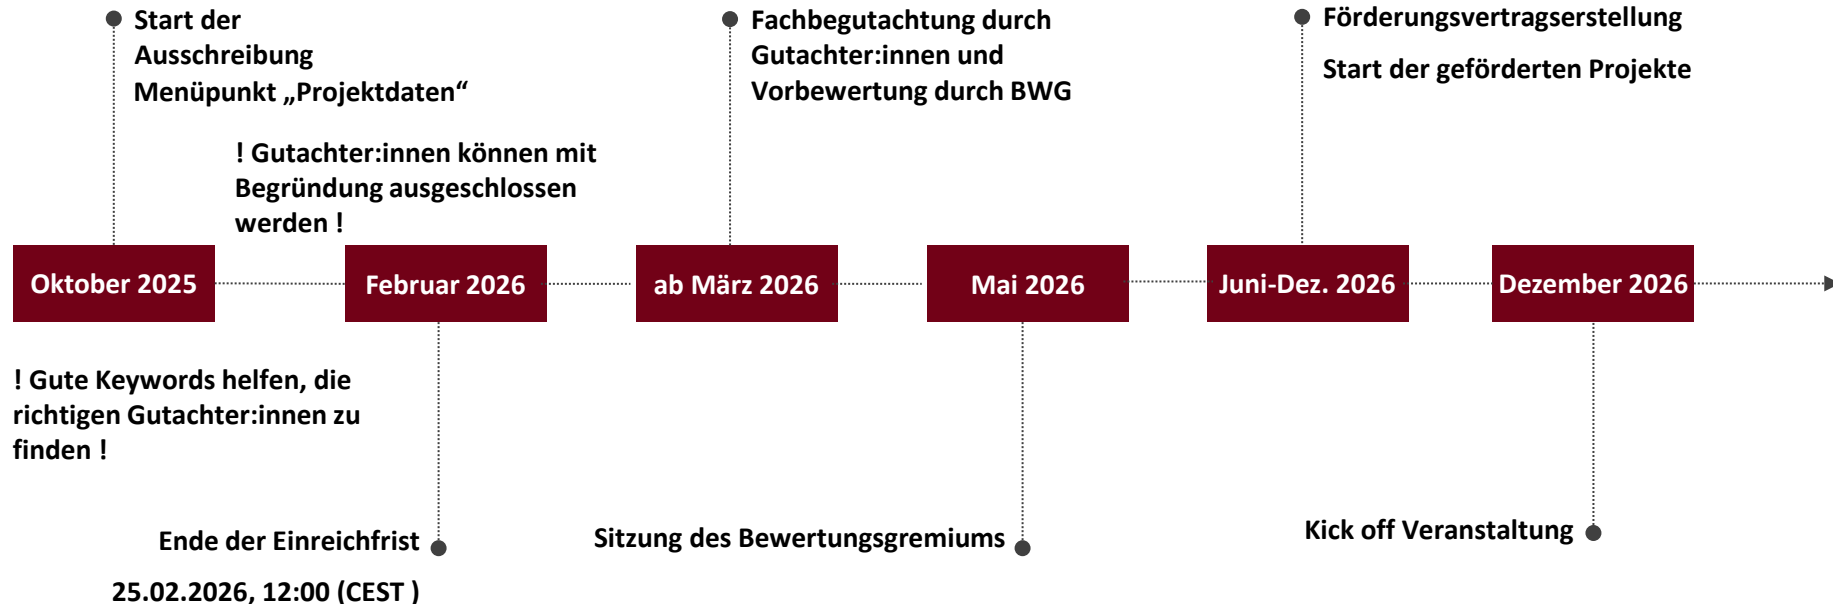 Start der
Ausschreibung
Menüpunkt „Projektdaten“
Fachbegutachtung durch
Gutachter:innen und
Vorbewertung durch BWG
Förderungsvertragserstellung
Start der geförderten Projekte
! Gutachter:innen können mit
Begründung ausgeschlossen
werden !
Oktober 2025
Februar 2026
ab März 2026
Mai 2026
Juni-Dez. 2026
Dezember 2026
! Gute Keywords helfen, die
richtigen Gutachter:innen zu
finden !
Ende der Einreichfrist
25.02.2026, 12:00 (CEST )
Sitzung des Bewertungsgremiums
Kick off Veranstaltung